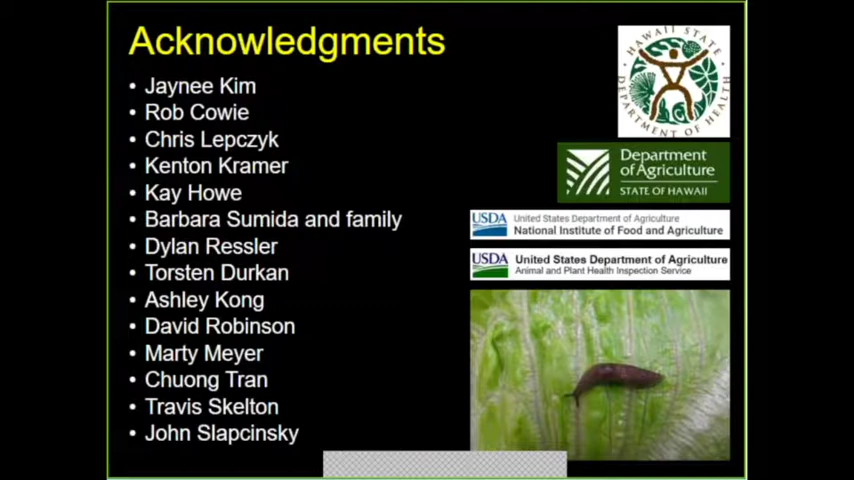 Acknowledgments
• Jaynee Kim
• Rob Cowie
• Chris Lepczyk
• Kenton Kramer
• Kay Howe
• Barbara Sumida and family
• Dylan Ressler
• Torsten Durkan
• Ashley Kong
• David Robinson
• Marty Meyer
• Chuong Tran
• Travis Skelton
• John Slapcinsky
HAWAII STATE
DEPARTMENT OF HEALTH
Department
of Agriculture
STATE OF HAWAII
USDA
United States Department of Agriculture
National Institute of Food and Agriculture
USDA
United States Department of Agriculture
Animal and Plant Health Inspection Service